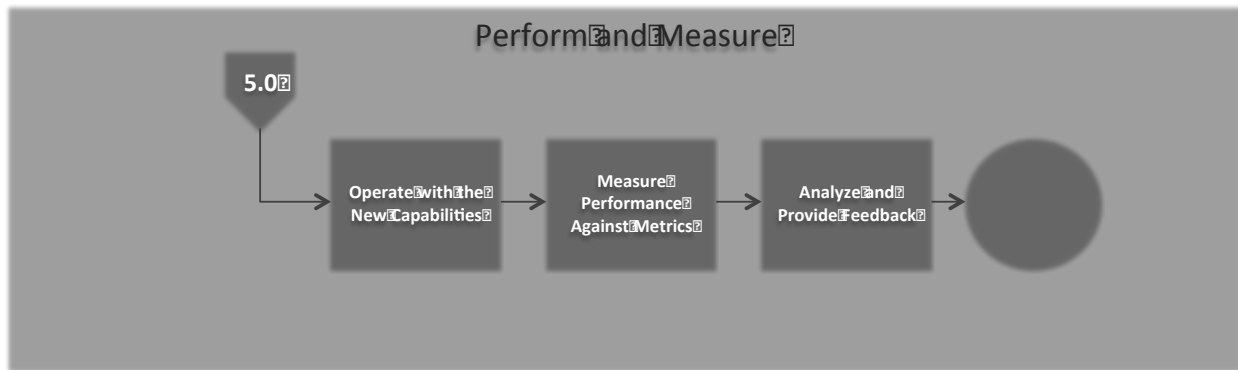 Perform and Measure
5.0
Operate with the
New Capabilities
Measure
Performance
Against Metrics
Analyze and
Provide Feedback